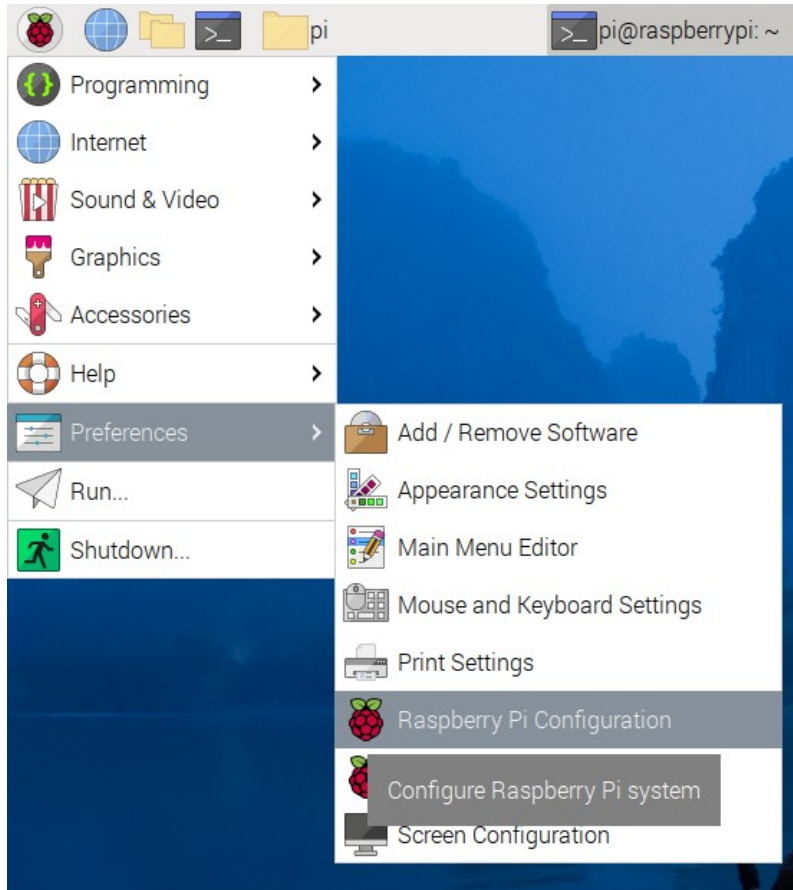 pi
pi@raspberrypi: ~
Programming
Internet
Sound & Video
Graphics
Accessories
Help
Preferences
Run...
Shutdown...
Add / Remove Software
Appearance Settings
Main Menu Editor
Mouse and Keyboard Settings
Print Settings
Raspberry Pi Configuration
Configure Raspberry Pi system
Screen Configuration